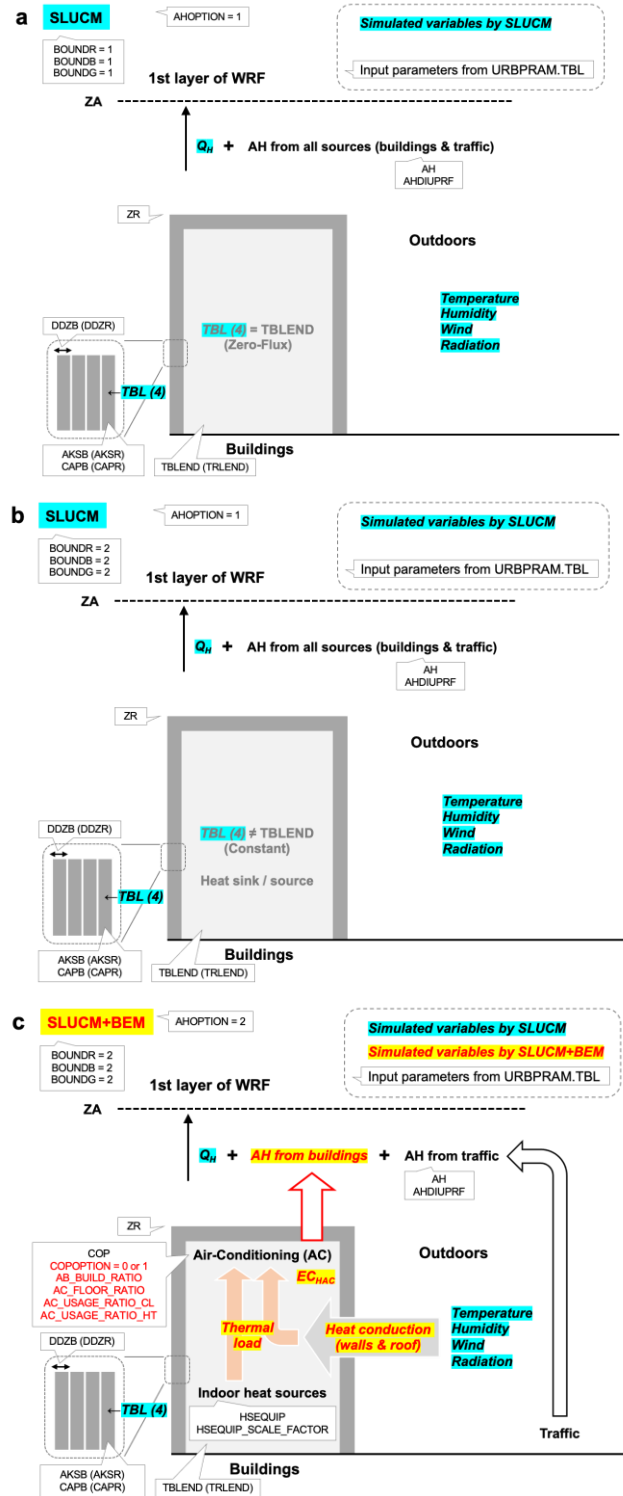 a SLUCM
AHOPTION = 1
Simulated variables by SLUCM
BOUNDR = 1
BOUNDB = 1
BOUNDG = 1
Input parameters from URBPRAM.TBL
1st layer of WRF
ZA
QH + AH from all sources (buildings & traffic)
AH
AHDIUPRF
ZR
Outdoors
Temperature
Humidity
Wind
Radiation
DDZB (DDZR)
TBL (4) = TBLEND
(Zero-Flux)
←TBL (4)
AKSB (AKSR)
CAPB (CAPR)
TBLEND (TRLEND)
Buildings
b SLUCM
AHOPTION = 1
Simulated variables by SLUCM
BOUNDR = 2
BOUNDB = 2
BOUNDG = 2
Input parameters from URBPRAM.TBL
1st layer of WRF
ZA
QH + AH from all sources (buildings & traffic)
AH
AHDIUPRF
ZR
Outdoors
Temperature
Humidity
Wind
Radiation
DDZB (DDZR)
TBL (4) ≠ TBLEND
(Constant)
Heat sink / source
←TBL (4)
AKSB (AKSR)
CAPB (CAPR)
TBLEND (TRLEND)
Buildings
c SLUCM+BEM
AHOPTION = 2
Simulated variables by SLUCM
Simulated variables by SLUCM+BEM
Input parameters from URBPRAM.TBL
BOUNDR = 2
BOUNDB = 2
BOUNDG = 2
1st layer of WRF
ZA
QH + AH from buildings + AH from traffic
AH
AHDIUPRF
ZR
COP
COPOPTION = 0 or 1
AB_BUILD_RATIO
AC_FLOOR_RATIO
AC_USAGE_RATIO_CL
AC_USAGE_RATIO_HT
Air-Conditioning (AC)
ECHAC
Outdoors
Thermal
load
Heat conduction
(walls & roof)
Temperature
Humidity
Wind
Radiation
DDZB (DDZR)
←TBL (4)
Indoor heat sources
HSEQUIP
HSEQUIP_SCALE_FACTOR
Traffic
AKSB (AKSR)
CAPB (CAPR)
TBLEND (TRLEND)
Buildings